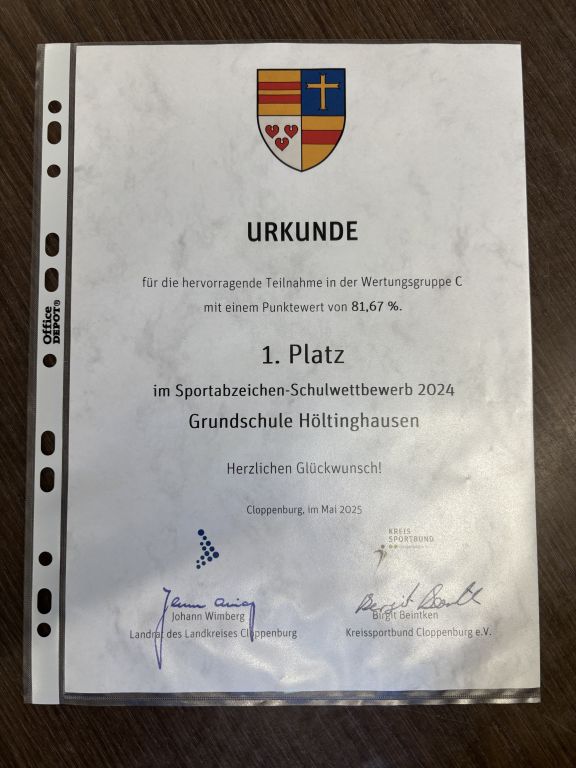 URKUNDE
für die hervorragende Teilnahme in der Wertungsgruppe C
mit einem Punktewert von 81,67 %.
1. Platz
im Sportabzeichen-Schulwettbewerb 2024
Grundschule Höltinghausen
Herzlichen Glückwunsch!
Cloppenburg, im Mai 2025
KREIS
SPORTBUND
Johann Wimberg
Landrat des Landkreises Cloppenburg
Birgit Beintken
Kreissportbund Cloppenburg e.V.
Office
DEPOT®